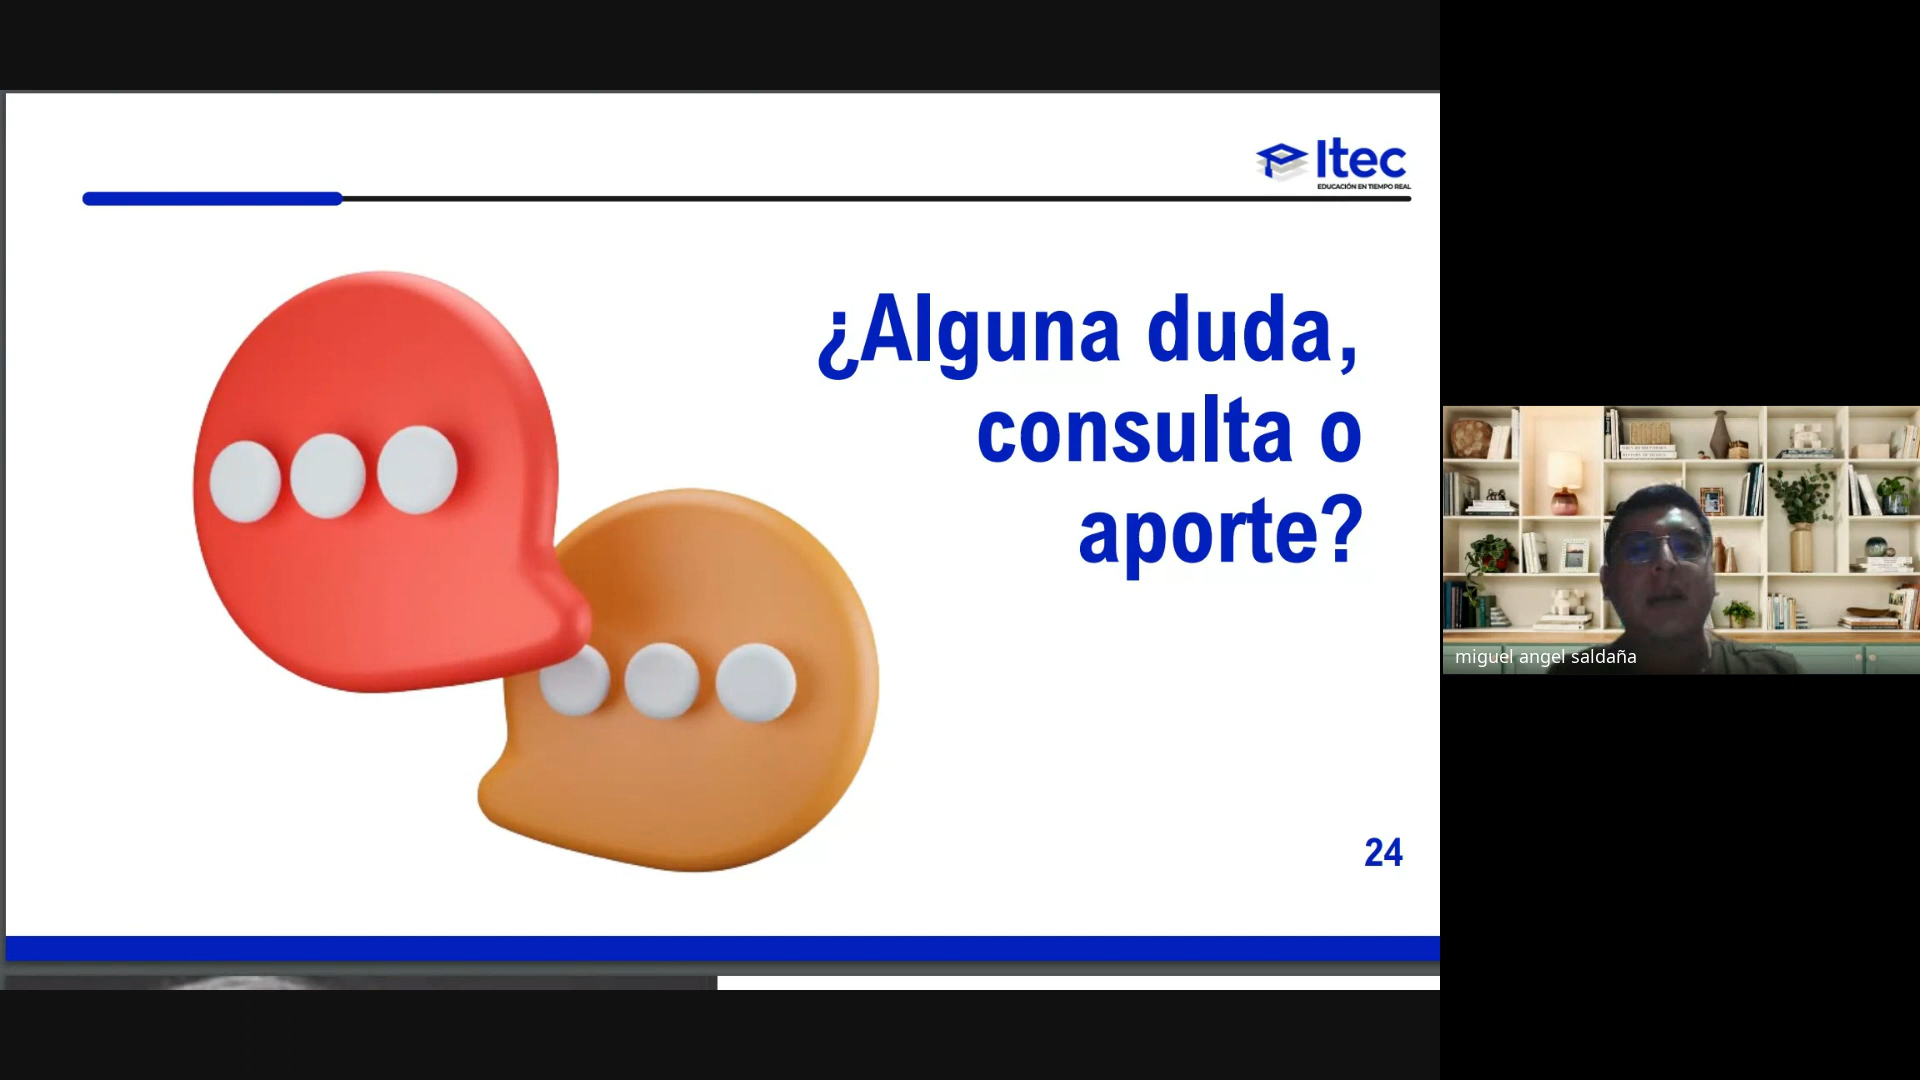 Itec
EDUCACIÓN EN TIEMPO REAL
¿Alguna duda,
consulta o
aporte?
24
miguel angel saldaña